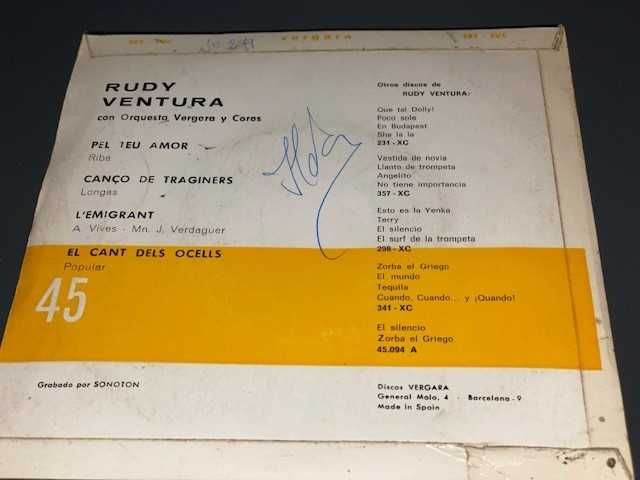 vergara
RUDY
VENTURA
con Orquesta Vergara y Coros
PEL TEU AMOR
Riba
CANÇO DE TRAGINERS
Longas
L'EMIGRANT
A. Vives - Mn. J. Verdaguer
EL CANT DELS OCELLS
Popular
45
Grabado por SONOTON
Otros discos de
RUDY VENTURA:
Que tal Dolly!
Poco sole
En Budapest
Sha la la
231 - XC
Vestida de novia
Llanto de trompeta
Angelito
No tiene importancia
357 - XC
Esto es la Yenka
Terry
El silencio
El surf de la trompeta
298 - XC
Zorba el Griego
El mundo
Tequila
Cuando, Cuando... y ¡Quando!
341 - XC
El silencio
Zorba el Griego
45.094 A
Discos VERGARA
General Mola, 4 - Barcelona - 9
Made in Spain